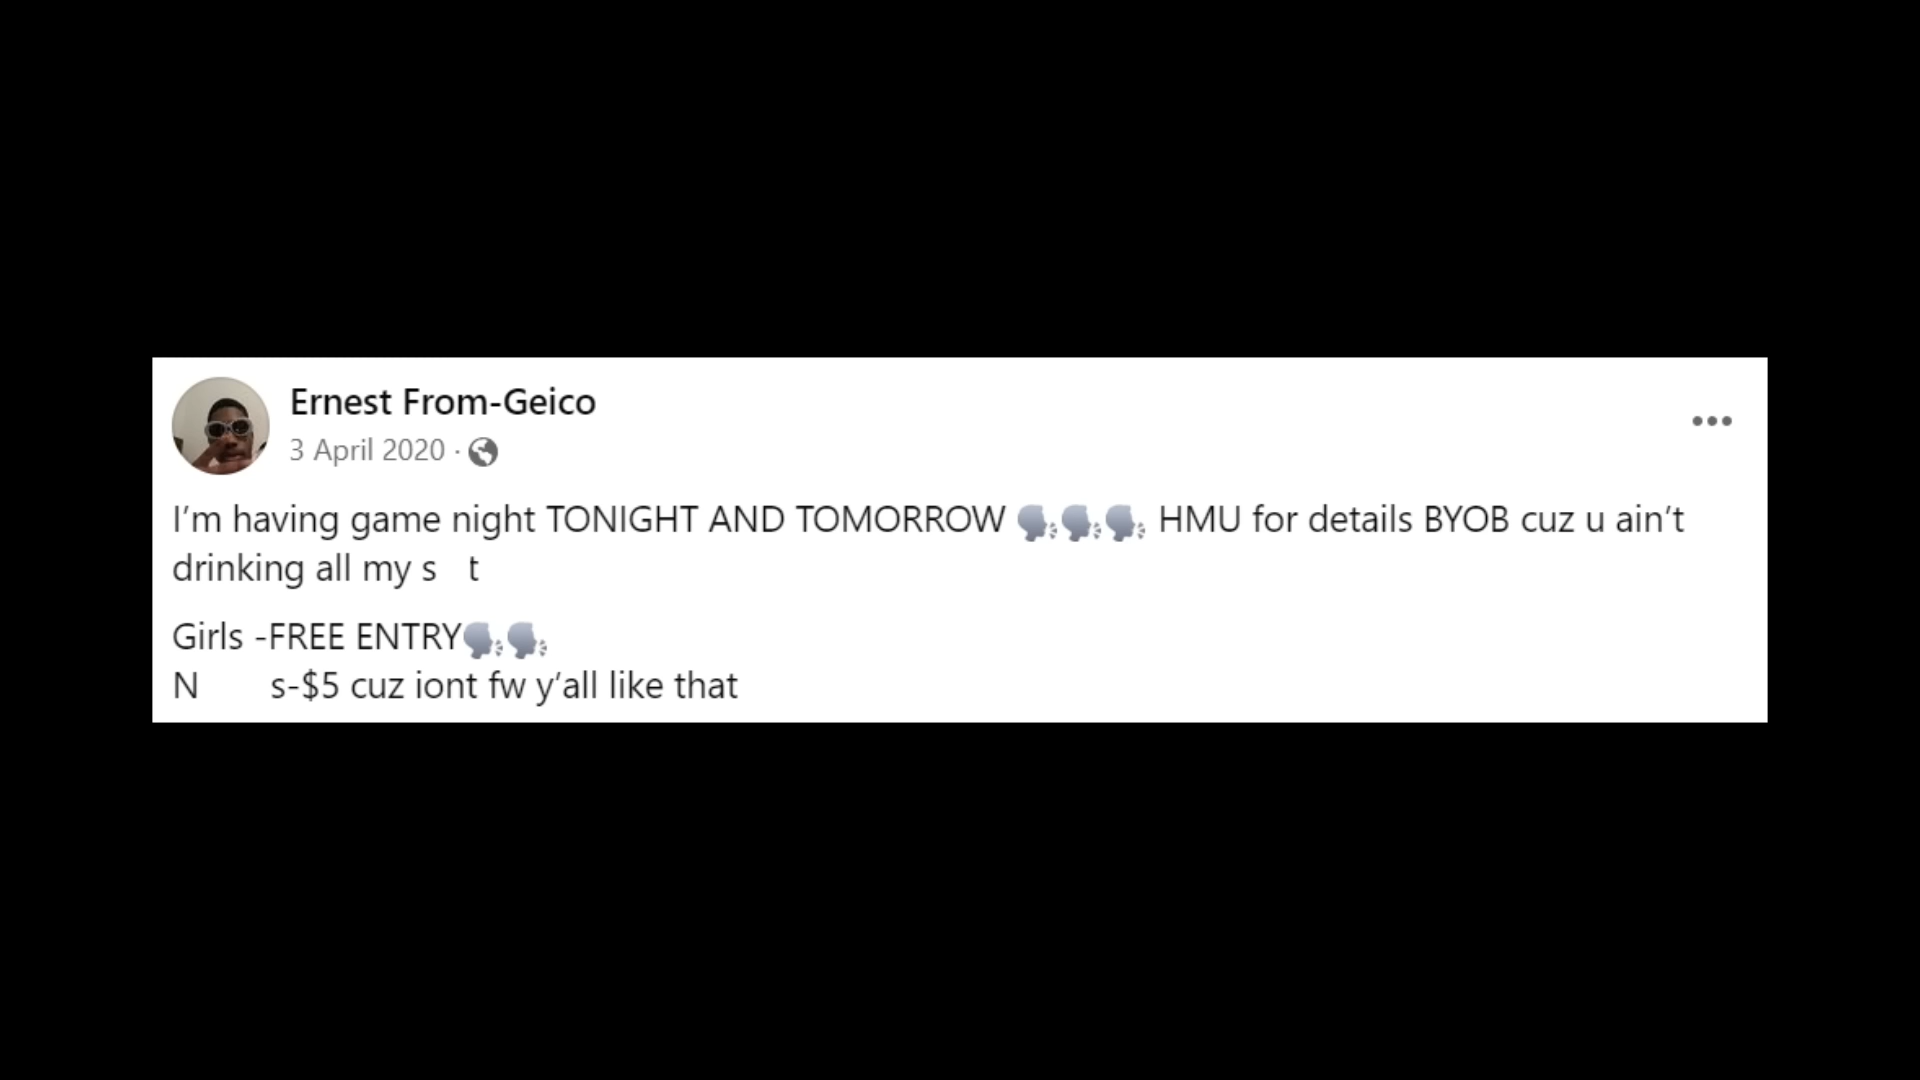 Ernest From-Geico
3 April 2020 ·
I’m having game night TONIGHT AND TOMORROW 🗣🗣🗣 HMU for details BYOB cuz u ain’t
drinking all my s t
Girls -FREE ENTRY🗣🗣
N s-$5 cuz iont fw y’all like that